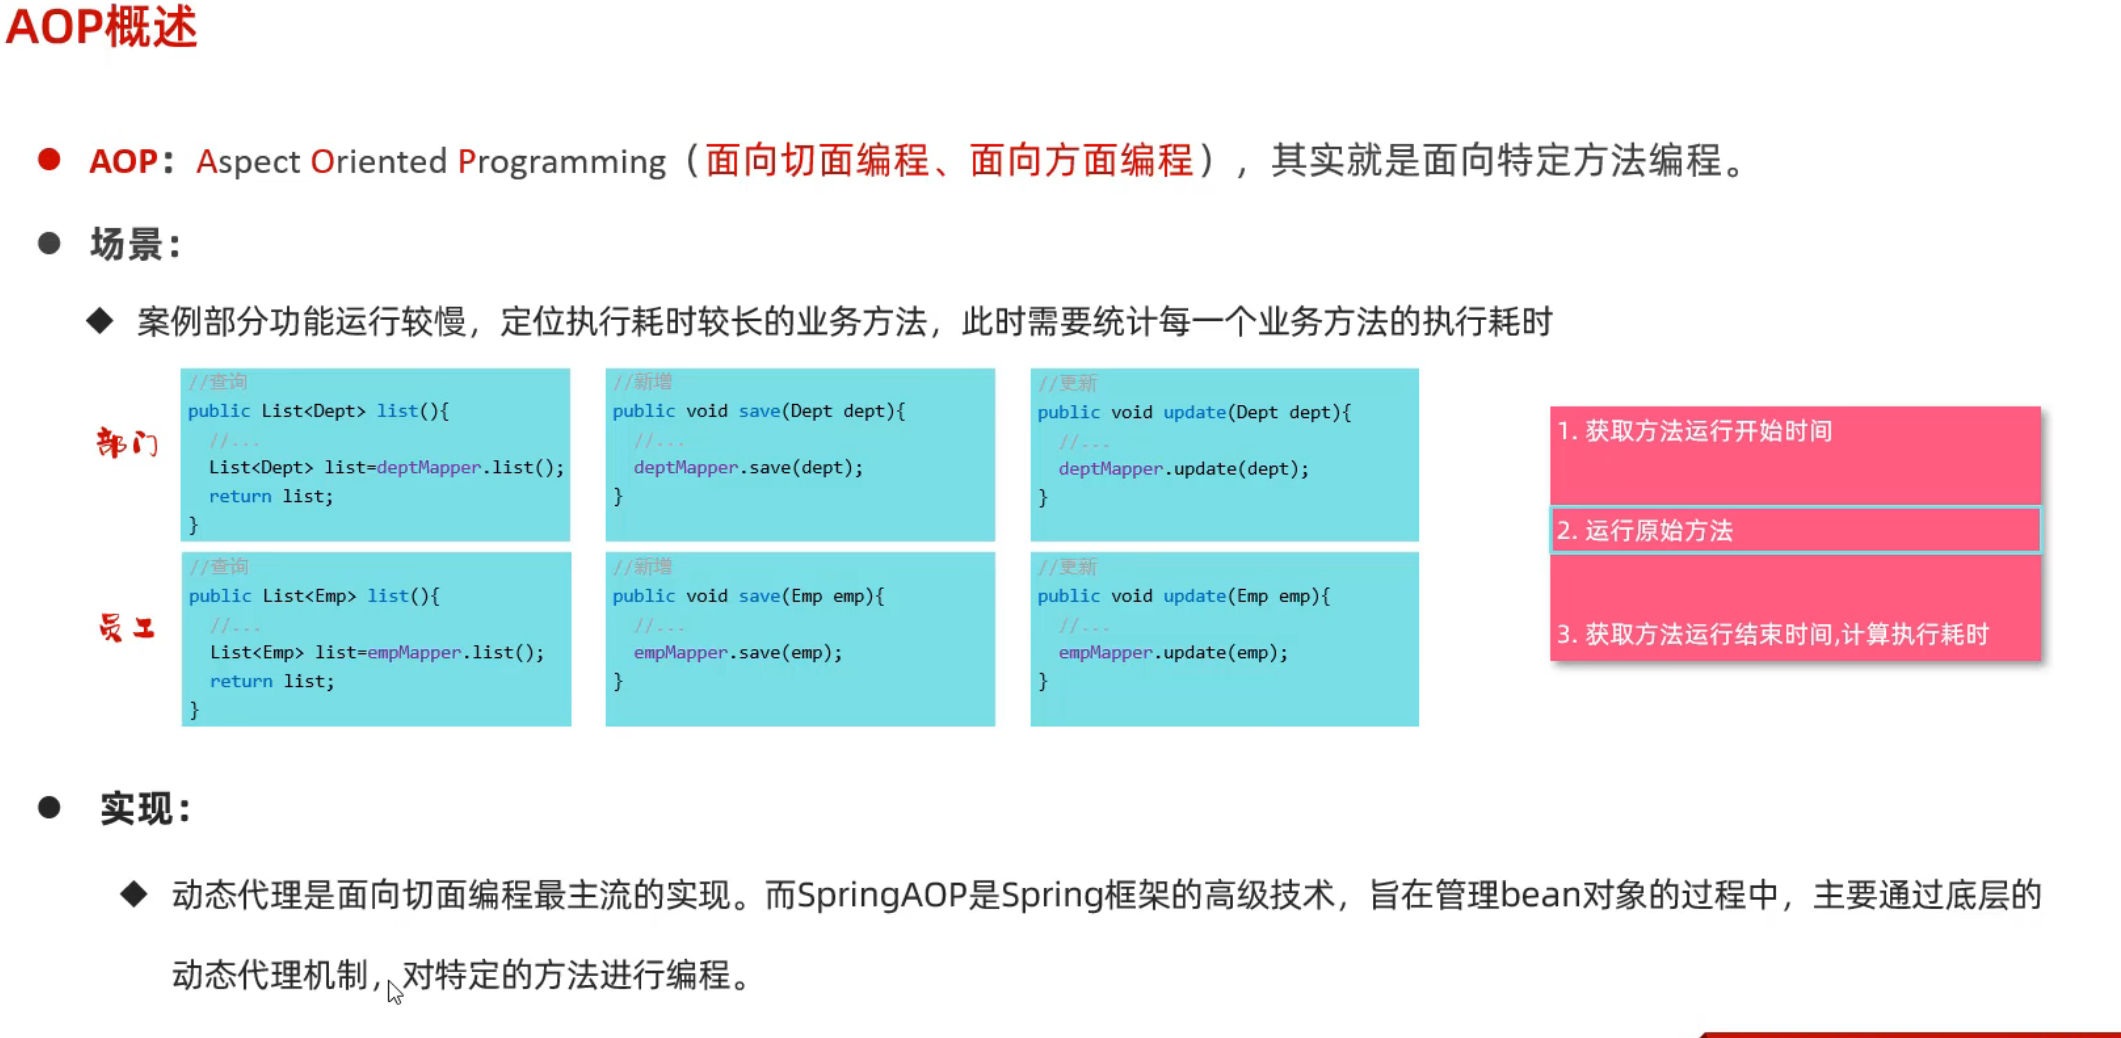 AOP概述
AOP：Aspect Oriented Programming（面向切面编程、面向方面编程），其实就是面向特定方法编程。
场景：
案例部分功能运行较慢，定位执行耗时较长的业务方法，此时需要统计每一个业务方法的执行耗时
部门
//查询
public List<Dept> list(){
//...
List<Dept> list=deptMapper.list();
return list;
}
//新增
public void save(Dept dept){
//...
deptMapper.save(dept);
}
//更新
public void update(Dept dept){
//...
deptMapper.update(dept);
}
员工
//查询
public List<Emp> list(){
//...
List<Emp> list=empMapper.list();
return list;
}
//新增
public void save(Emp emp){
//...
empMapper.save(emp);
}
//更新
public void update(Emp emp){
//...
empMapper.update(emp);
}
1. 获取方法运行开始时间
2. 运行原始方法
3. 获取方法运行结束时间,计算执行耗时
实现：
动态代理是面向切面编程最主流的实现。而SpringAOP是Spring框架的高级技术，旨在管理bean对象的过程中，主要通过底层的
动态代理机制，对特定的方法进行编程。